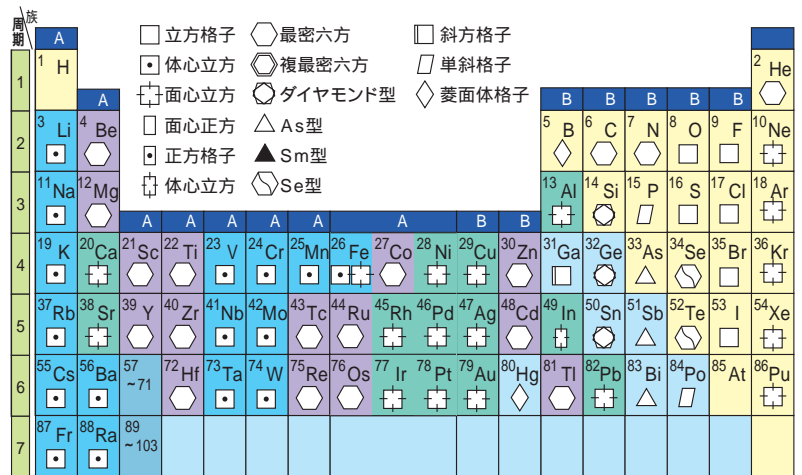 族
周期
A
立方格子 最密六方 斜方格子
体心立方 複最密六方 単斜格子
面心立方 ダイヤモンド型 菱面体格子
面心正方 As型
正方格子 Sm型
体心立方 Se型
1 1 H 2 He
A B B B B B
2 3 Li 4 Be 5 B 6 C 7 N 8 O 9 F 10 Ne
3 11 Na 12 Mg 13 Al 14 Si 15 P 16 S 17 Cl 18 Ar
A A A A A A B B
4 19 K 20 Ca 21 Sc 22 Ti 23 V 24 Cr 25 Mn 26 Fe 27 Co 28 Ni 29 Cu 30 Zn 31 Ga 32 Ge 33 As 34 Se 35 Br 36 Kr
5 37 Rb 38 Sr 39 Y 40 Zr 41 Nb 42 Mo 43 Tc 44 Ru 45 Rh 46 Pd 47 Ag 48 Cd 49 In 50 Sn 51 Sb 52 Te 53 I 54 Xe
6 55 Cs 56 Ba 57 ~71 72 Hf 73 Ta 74 W 75 Re 76 Os 77 Ir 78 Pt 79 Au 80 Hg 81 Tl 82 Pb 83 Bi 84 Po 85 At 86 Pu
7 87 Fr 88 Ra 89 ~103